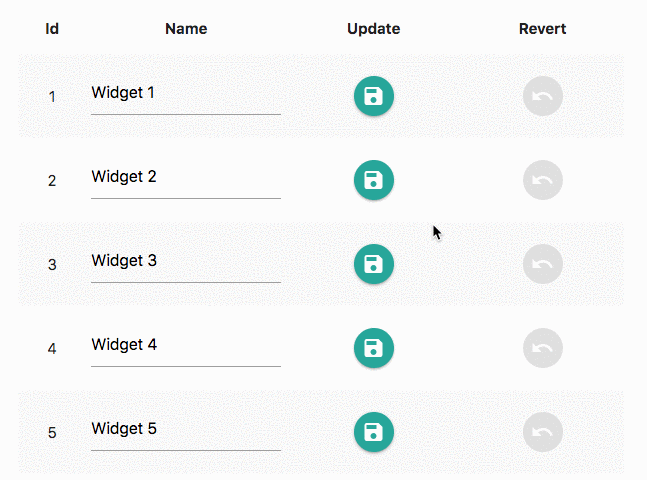 Id Name Update Revert
1 Widget 1
2 Widget 2
3 Widget 3
4 Widget 4
5 Widget 5